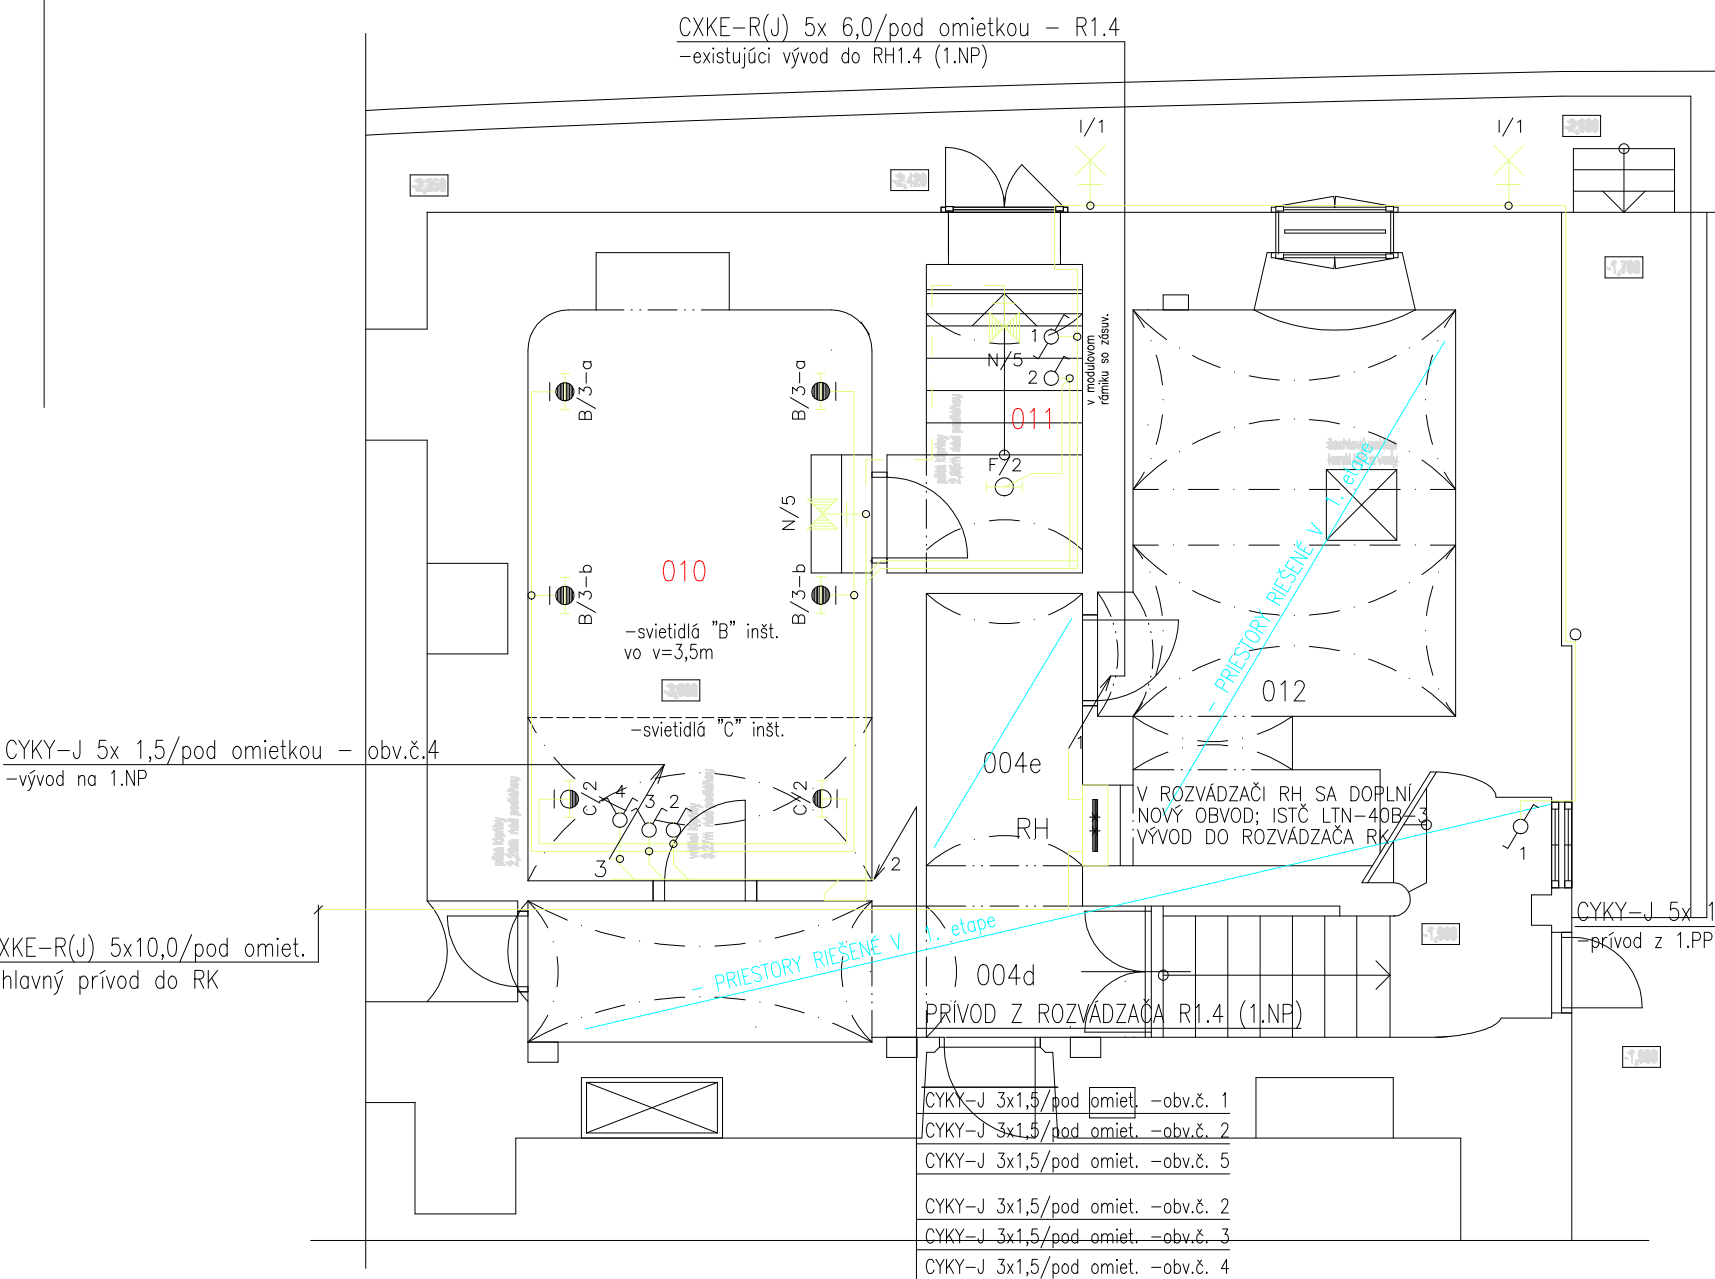 CXKE-R(J) 5x 6,0/pod omietkou - R1.4
-existujúci vývod do RH1.4 (1.NP)
I/1
I/1
-2,420
-1,700
B/3-a
B/3-a
1
N/5
2
v modulovom
rámiku so zásuv.
011
F/2
N/5
010
B/3-b
B/3-b
-svietidlá "B" inšt.
vo v=3,5m
- PRIESTORY RIEŠENÉ V 1. etape
012
-svietidlá "C" inšt.
CYKY-J 5x 1,5/pod omietkou - obv.č.4
-vývod na 1.NP
1
004e
C/2
4
3
2
C/2
3
2
RH
V ROZVÁDZAČI RH SA DOPLNÍ
NOVÝ OBVOD; ISTČ LTN-40B-3
VÝVOD DO ROZVÁDZAČA RK
1
XKE-R(J) 5x10,0/pod omiet.
hlavný prívod do RK
- PRIESTORY RIEŠENÉ V 1. etape
004d
CYKY-J 5x 1
-prívod z 1.PP
PRÍVOD Z ROZVÁDZAČA R1.4 (1.NP)
CYKY-J 3x1,5/pod omiet. -obv.č. 1
CYKY-J 3x1,5/pod omiet. -obv.č. 2
CYKY-J 3x1,5/pod omiet. -obv.č. 5
CYKY-J 3x1,5/pod omiet. -obv.č. 2
CYKY-J 3x1,5/pod omiet. -obv.č. 3
CYKY-J 3x1,5/pod omiet. -obv.č. 4